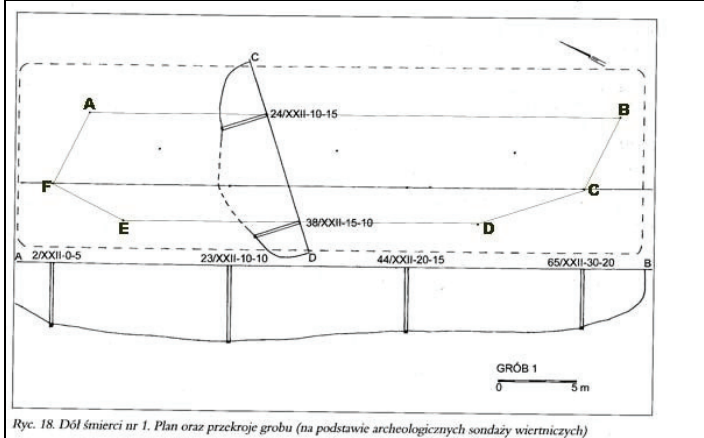 C
A
B
24/XXII-10-15
F
C
E
38/XXII-15-10
D
A 2/XXII-0-5
23/XXII-10-10
D
44/XXII-20-15
65/XXII-30-20
B
GRÓB 1
0 5 m
Ryc. 18. Dół śmierci nr 1. Plan oraz przekroje grobu (na podstawie archeologicznych sondaży wiertniczych)